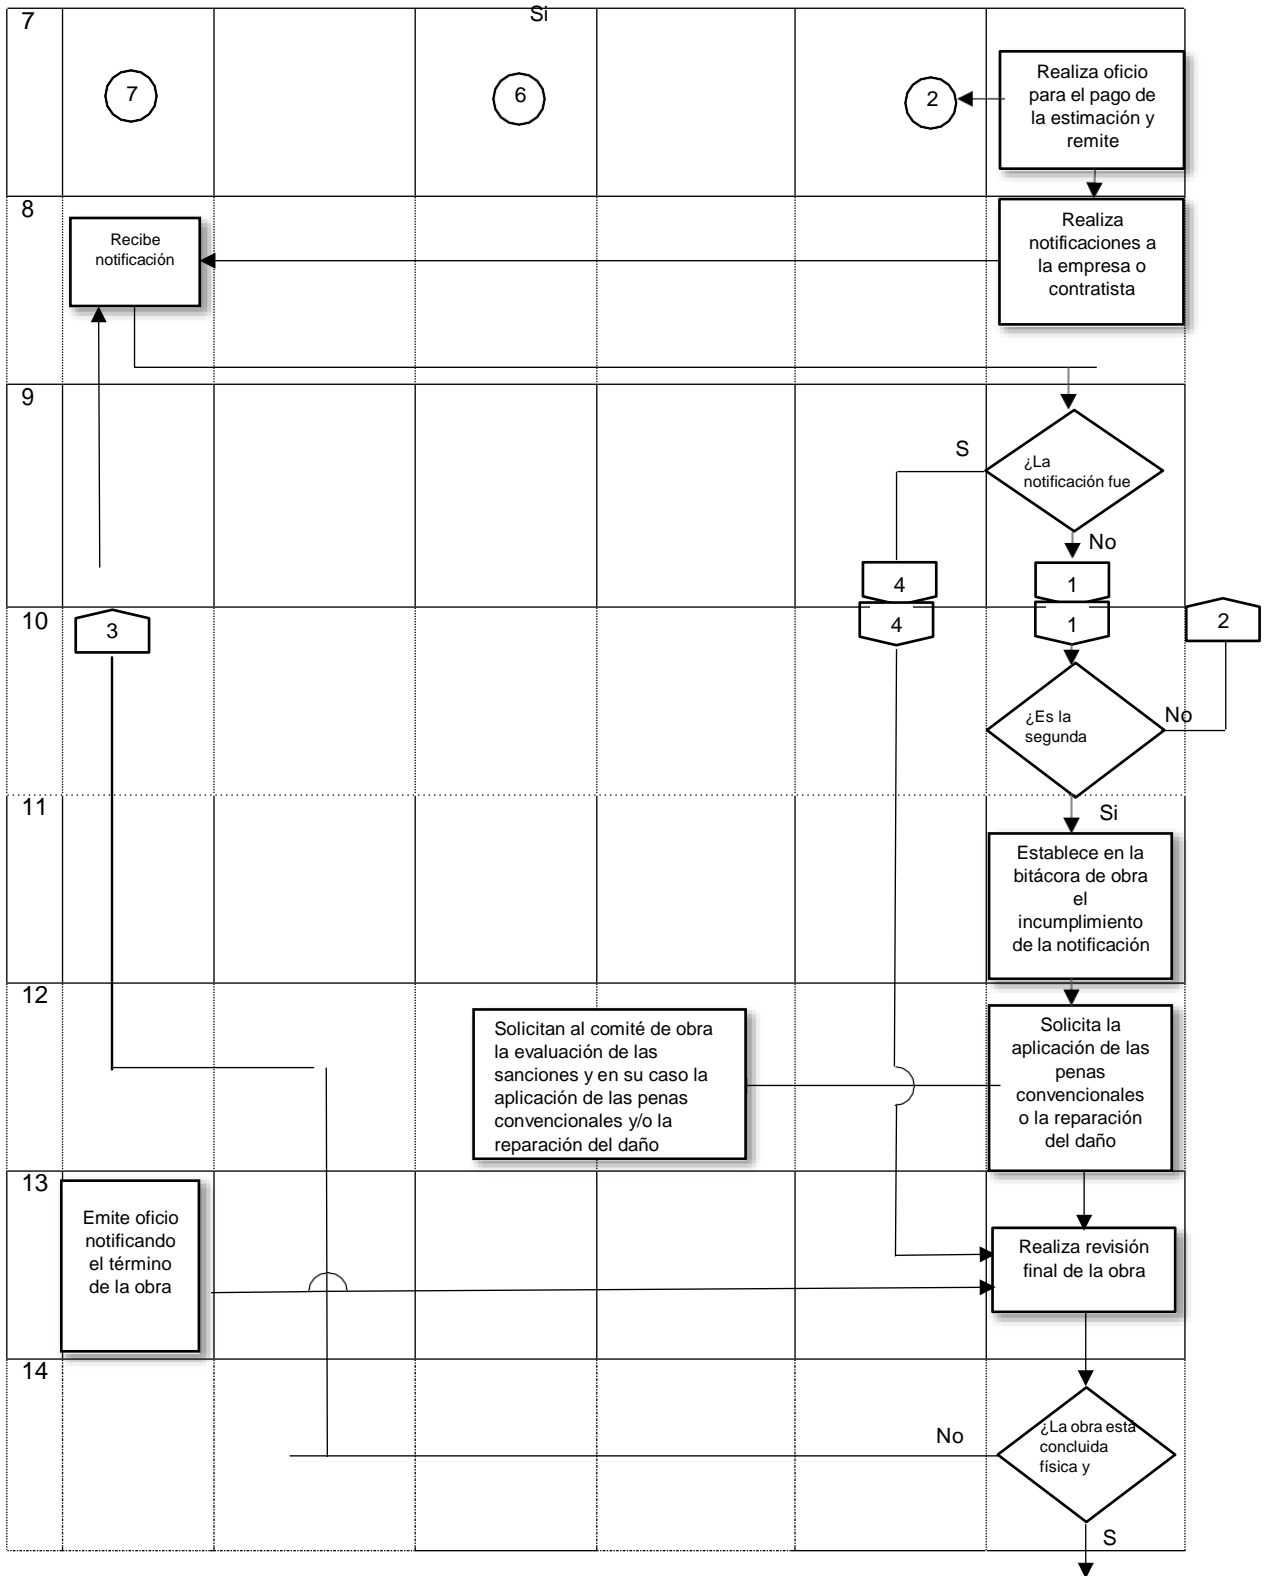 7
Si
7
6
2
Realiza oficio
para el pago de
la estimación y
remite
8
Recibe
notificación
Realiza
notificaciones a
la empresa o
contratista
9
S
¿La
notificación fue
No
4
1
10
3
4
1
2
¿Es la
segunda
No
11
Si
Establece en la
bitácora de obra
el
incumplimiento
de la notificación
12
Solicitan al comité de obra
la evaluación de las
sanciones y en su caso la
aplicación de las penas
convencionales y/o la
reparación del daño
Solicita la
aplicación de las
penas
convencionales
o la reparación
del daño
13
Emite oficio
notificando
el término
de la obra
Realiza revisión
final de la obra
14
No
¿La obra está
concluida
física y
S